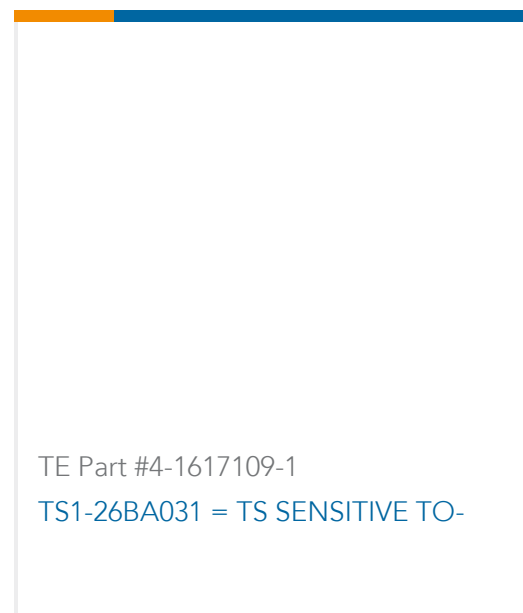 TE Part #4-1617109-1
TS1-26BA031 = TS SENSITIVE TO-